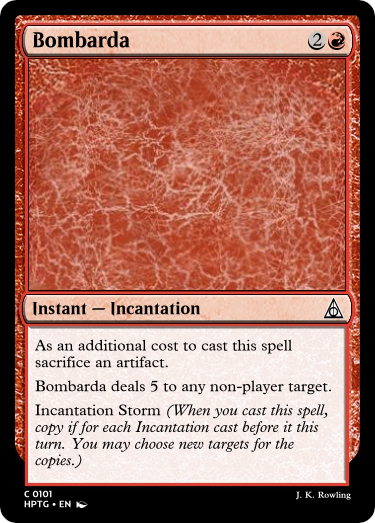 Bombarda 2
Instant — Incantation
As an additional cost to cast this spell
sacrifice an artifact.
Bombarda deals 5 to any non-player target.
Incantation Storm (When you cast this spell,
copy if for each Incantation cast before it this
turn. You may choose new targets for the
copies.)
C 0101
HPTG • EN J. K. Rowling